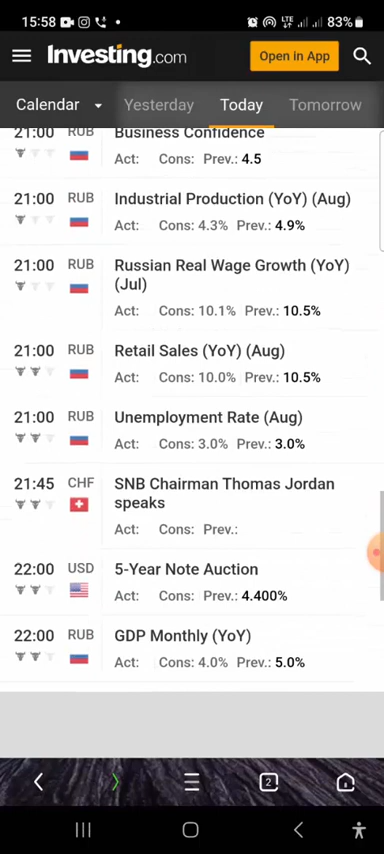 15:58 LTE 83%
Investing.com Open in App
Calendar Yesterday Today Tomorrow
21:00 RUB Business Confidence
Act: Cons: Prev.: 4.5
21:00 RUB Industrial Production (YoY) (Aug)
Act: Cons: 4.3% Prev.: 4.9%
21:00 RUB Russian Real Wage Growth (YoY)
(Jul)
Act: Cons: 10.1% Prev.: 10.5%
21:00 RUB Retail Sales (YoY) (Aug)
Act: Cons: 10.0% Prev.: 10.5%
21:00 RUB Unemployment Rate (Aug)
Act: Cons: 3.0% Prev.: 3.0%
21:45 CHF SNB Chairman Thomas Jordan
speaks
Act: Cons: Prev.:
22:00 USD 5-Year Note Auction
Act: Cons: Prev.: 4.400%
22:00 RUB GDP Monthly (YoY)
Act: Cons: 4.0% Prev.: 5.0%
2